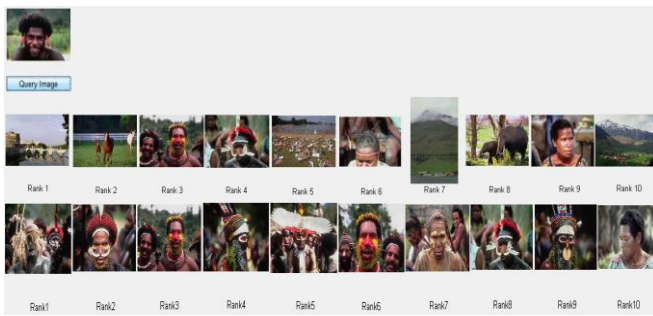 Query Image
Rank 1 Rank 2 Rank 3 Rank 4 Rank 5 Rank 6 Rank 7 Rank 8 Rank 9 Rank 10
Rank1 Rank2 Rank3 Rank4 Rank5 Rank6 Rank7 Rank8 Rank9 Rank10